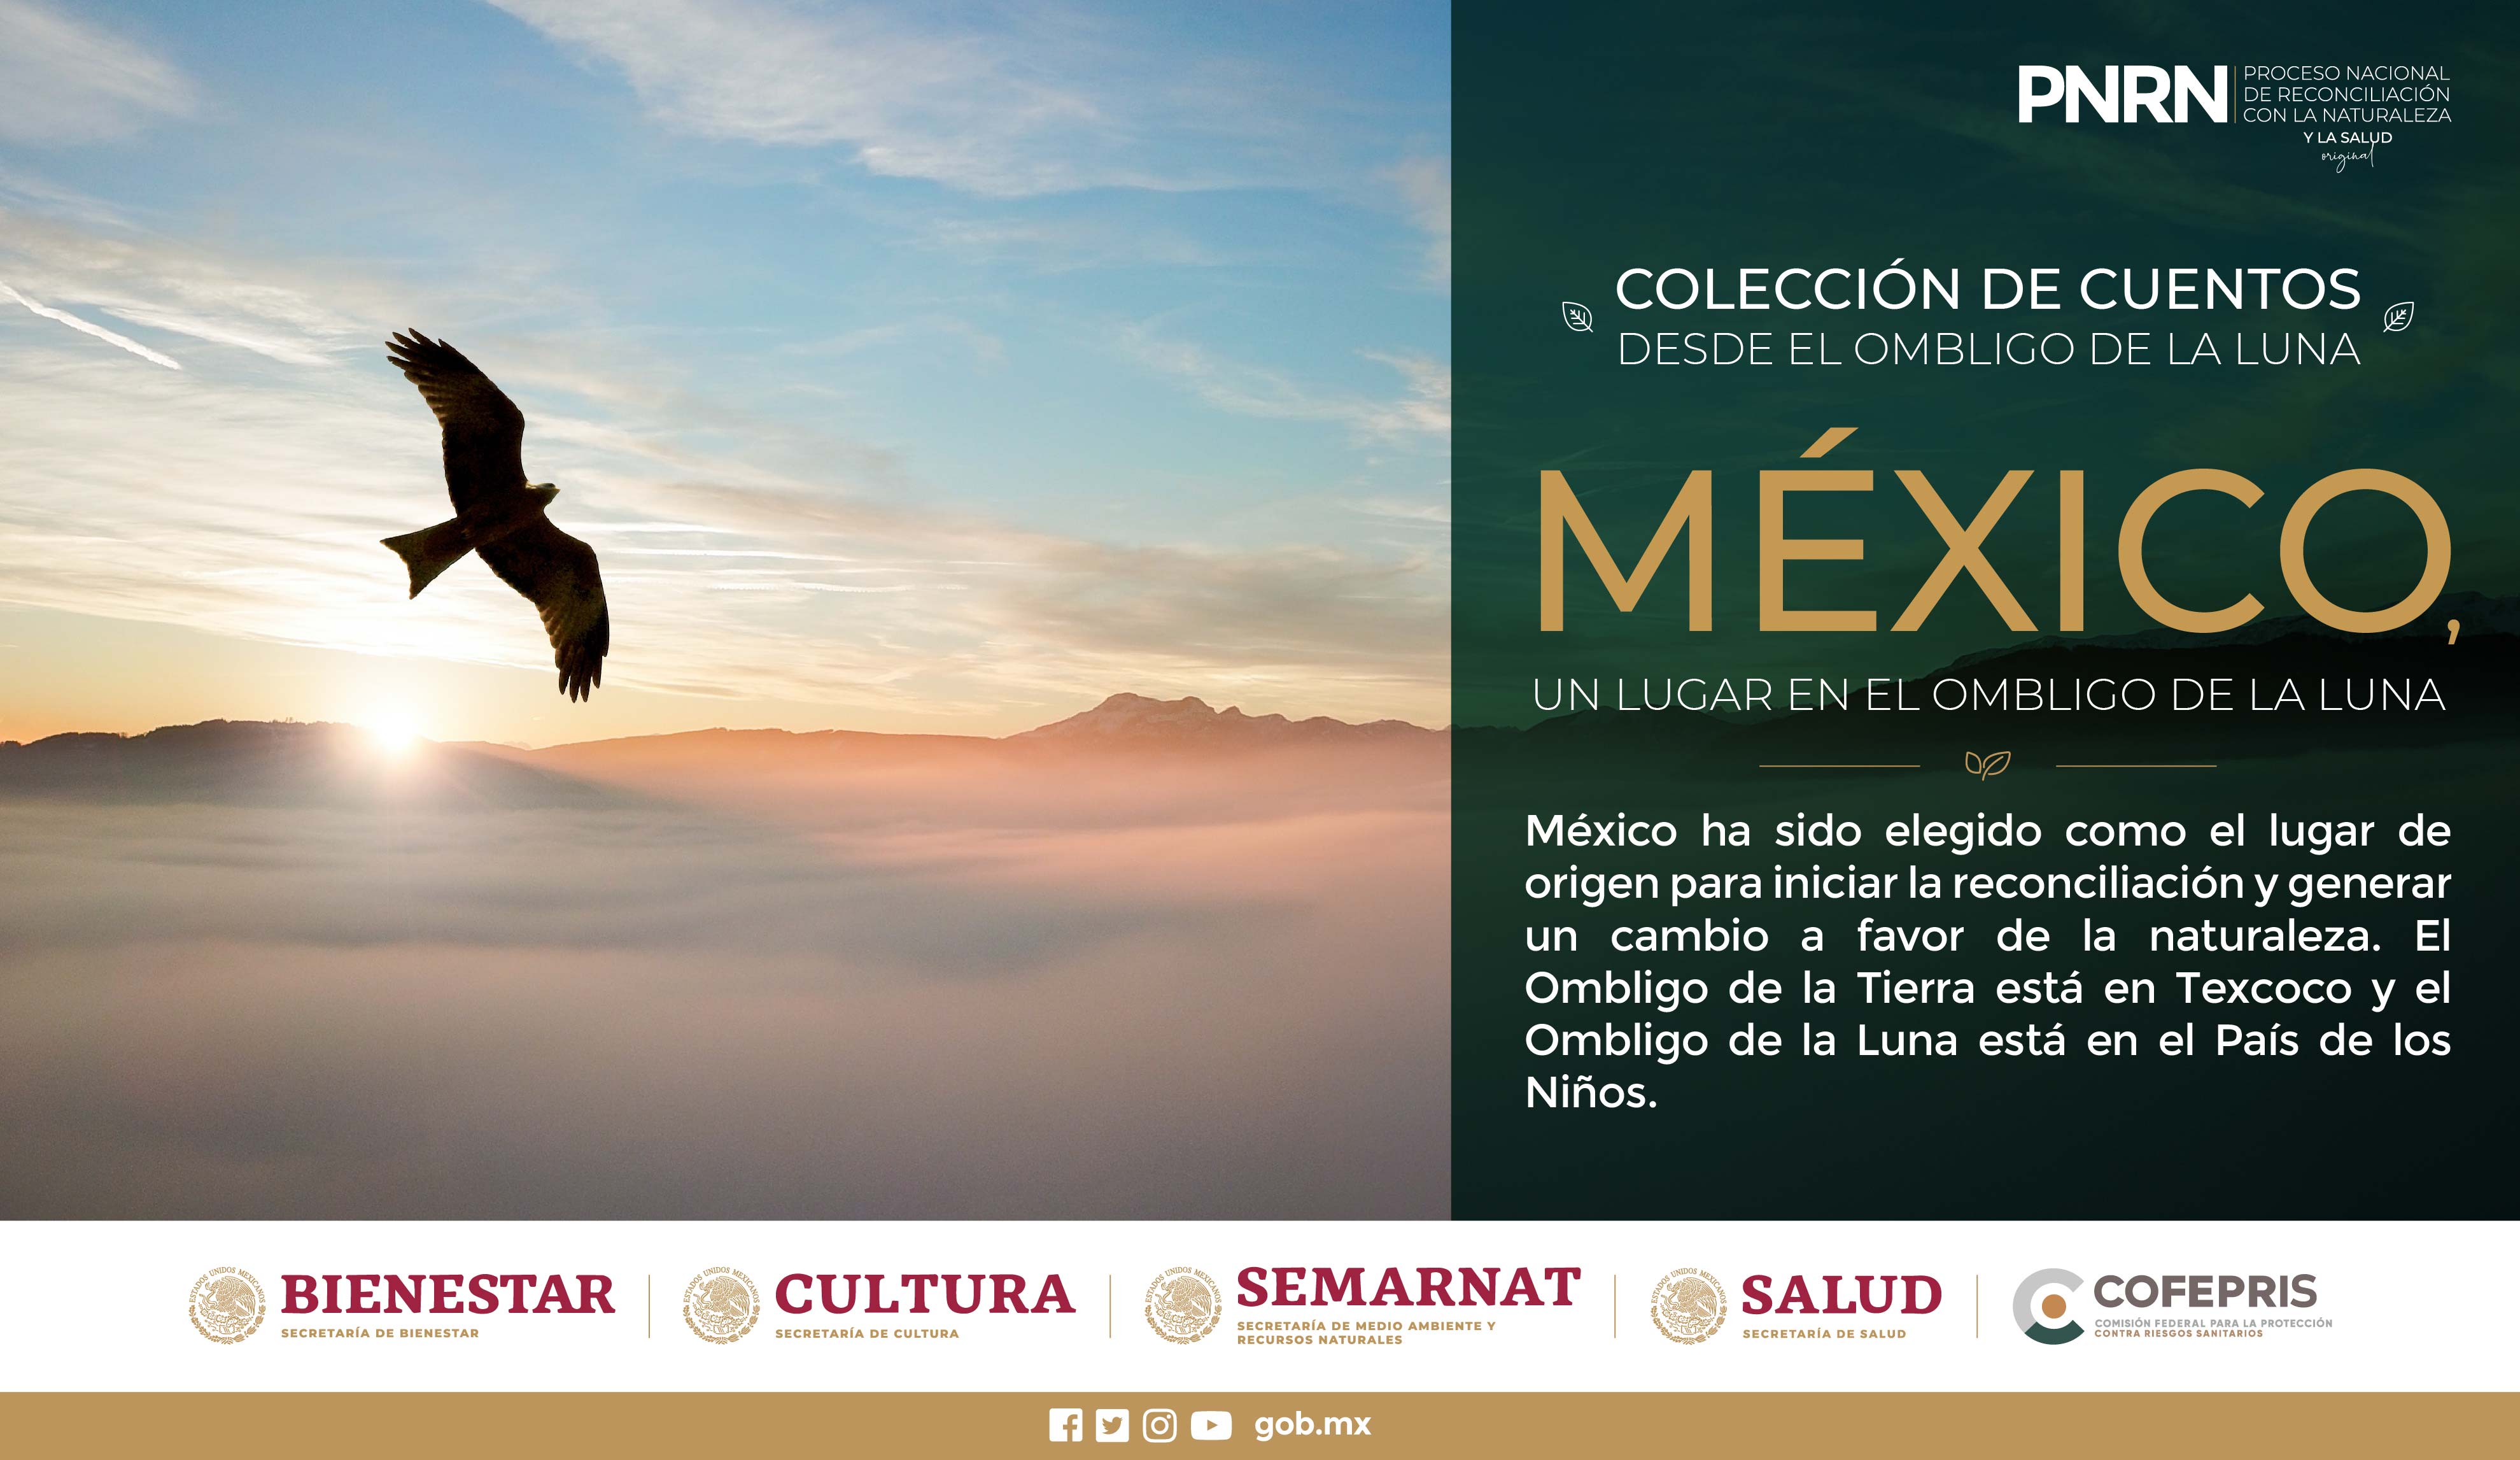 PNRN
PROCESO NACIONAL
DE RECONCILIACIÓN
CON LA NATURALEZA
Y LA SALUD
original
COLECCIÓN DE CUENTOS
DESDE EL OMBLIGO DE LA LUNA
MÉXICO,
UN LUGAR EN EL OMBLIGO DE LA LUNA
México ha sido elegido como el lugar de
origen para iniciar la reconciliación y generar
un cambio a favor de la naturaleza. El
Ombligo de la Tierra está en Texcoco y el
Ombligo de la Luna está en el País de los
Niños.
ESTADOS UNIDOS MEXICANOS
BIENESTAR
SECRETARÍA DE BIENESTAR
ESTADOS UNIDOS MEXICANOS
CULTURA
SECRETARÍA DE CULTURA
ESTADOS UNIDOS MEXICANOS
SEMARNAT
SECRETARÍA DE MEDIO AMBIENTE Y
RECURSOS NATURALES
ESTADOS UNIDOS MEXICANOS
SALUD
SECRETARÍA DE SALUD
COFEPRIS
COMISIÓN FEDERAL PARA LA PROTECCIÓN
CONTRA RIESGOS SANITARIOS
gob.mx